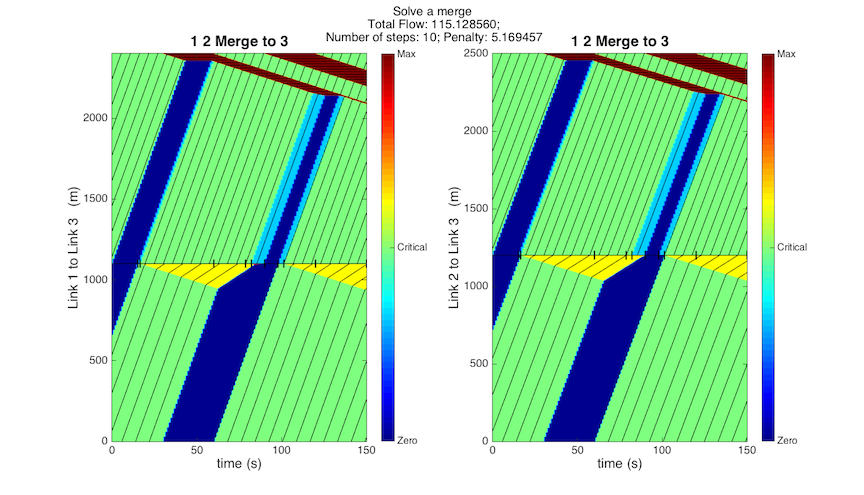 Solve a merge
Total Flow: 115.128560;
Number of steps: 10; Penalty: 5.169457
1 2 Merge to 3
Link 1 to Link 3 (m)
2000
1500
1000
500
0
0
50
100
150
time (s)
Max
Critical
Zero
1 2 Merge to 3
Link 2 to Link 3 (m)
2500
2000
1500
1000
500
0
0
50
100
150
time (s)
Max
Critical
Zero